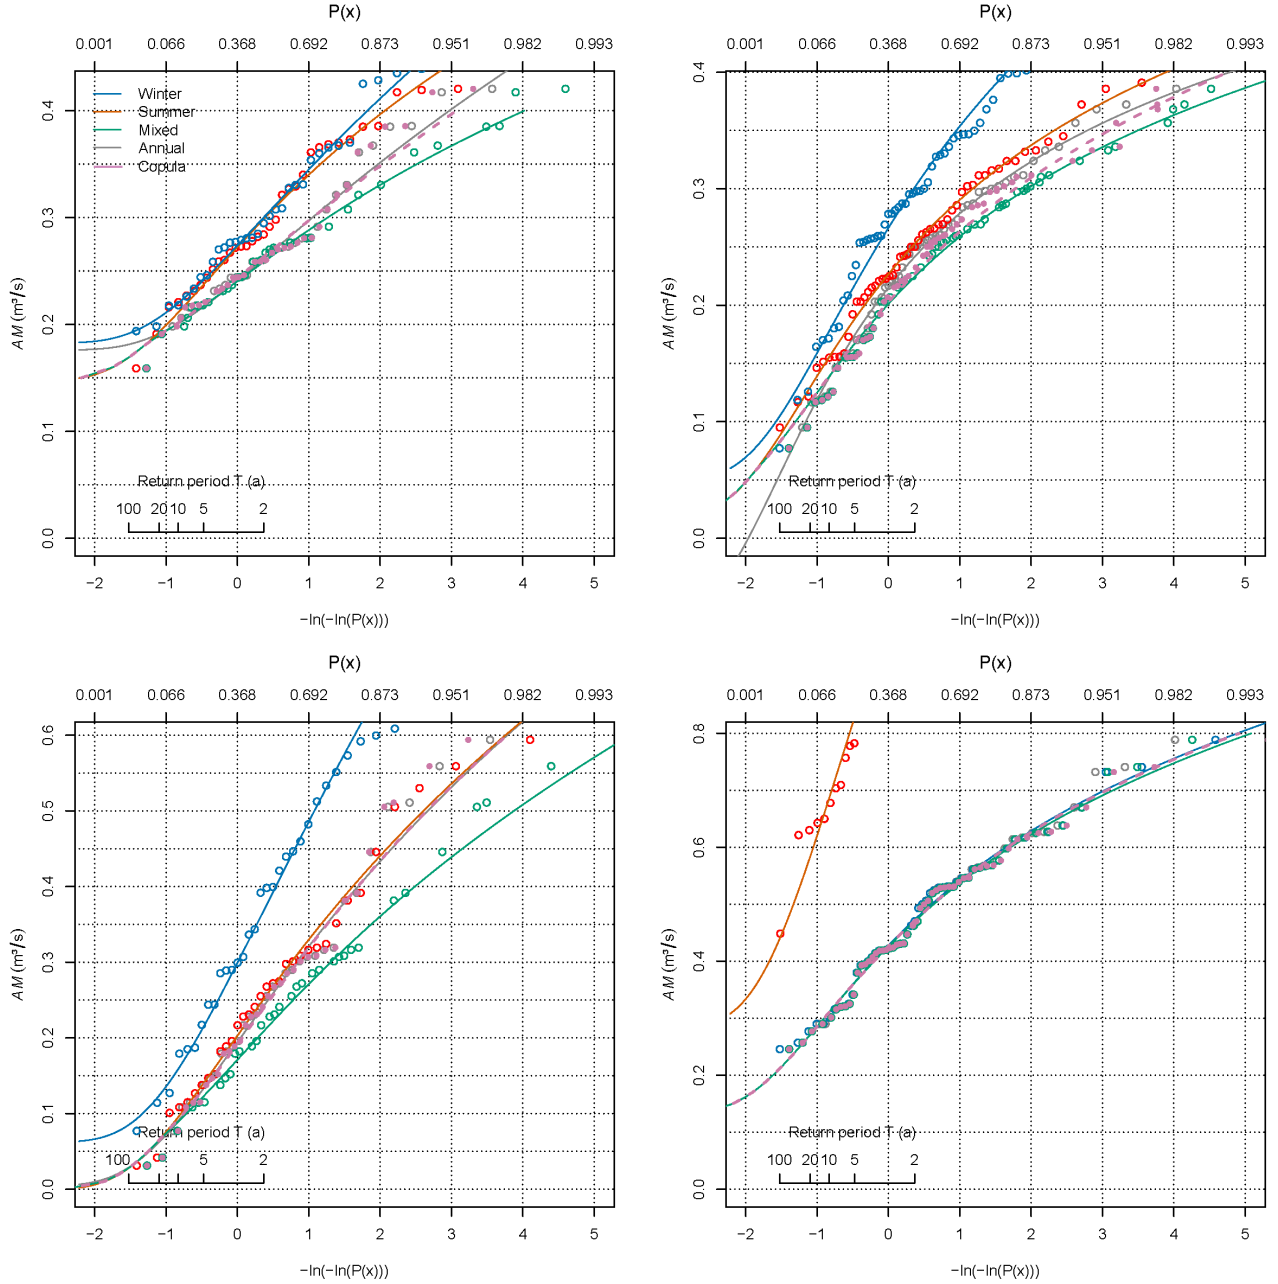 P(x)
0.001 0.066 0.368 0.692 0.873 0.951 0.982 0.993
Winter
Summer
Mixed
Annual
Copula
AM (m³/s)
0.4
0.3
0.2
0.1
0.0
Return period T (a)
100 20 10 5 2
−2 −1 0 1 2 3 4 5
−ln(−ln(P(x)))
P(x)
0.001 0.066 0.368 0.692 0.873 0.951 0.982 0.993
AM (m³/s)
0.4
0.3
0.2
0.1
0.0
Return period T (a)
100 20 10 5 2
−2 −1 0 1 2 3 4 5
−ln(−ln(P(x)))
P(x)
0.001 0.066 0.368 0.692 0.873 0.951 0.982 0.993
AM (m³/s)
0.6
0.5
0.4
0.3
0.2
0.1
0.0
Return period T (a)
100 5 2
−2 −1 0 1 2 3 4 5
−ln(−ln(P(x)))
P(x)
0.001 0.066 0.368 0.692 0.873 0.951 0.982 0.993
AM (m³/s)
0.8
0.6
0.4
0.2
0.0
Return period T (a)
100 20 10 5 2
−2 −1 0 1 2 3 4 5
−ln(−ln(P(x)))